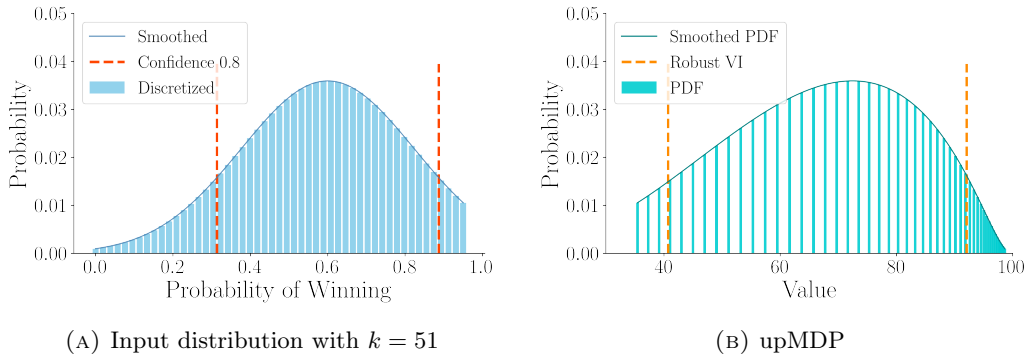 0.05
0.04
0.03
0.02
0.01
0.00
Probability
Smoothed
Confidence 0.8
Discretized
0.0 0.2 0.4 0.6 0.8 1.0
Probability of Winning
(A) Input distribution with k = 51
0.05
0.04
0.03
0.02
0.01
0.00
Probability
Smoothed PDF
Robust VI
PDF
40 60 80 100
Value
(B) upMDP